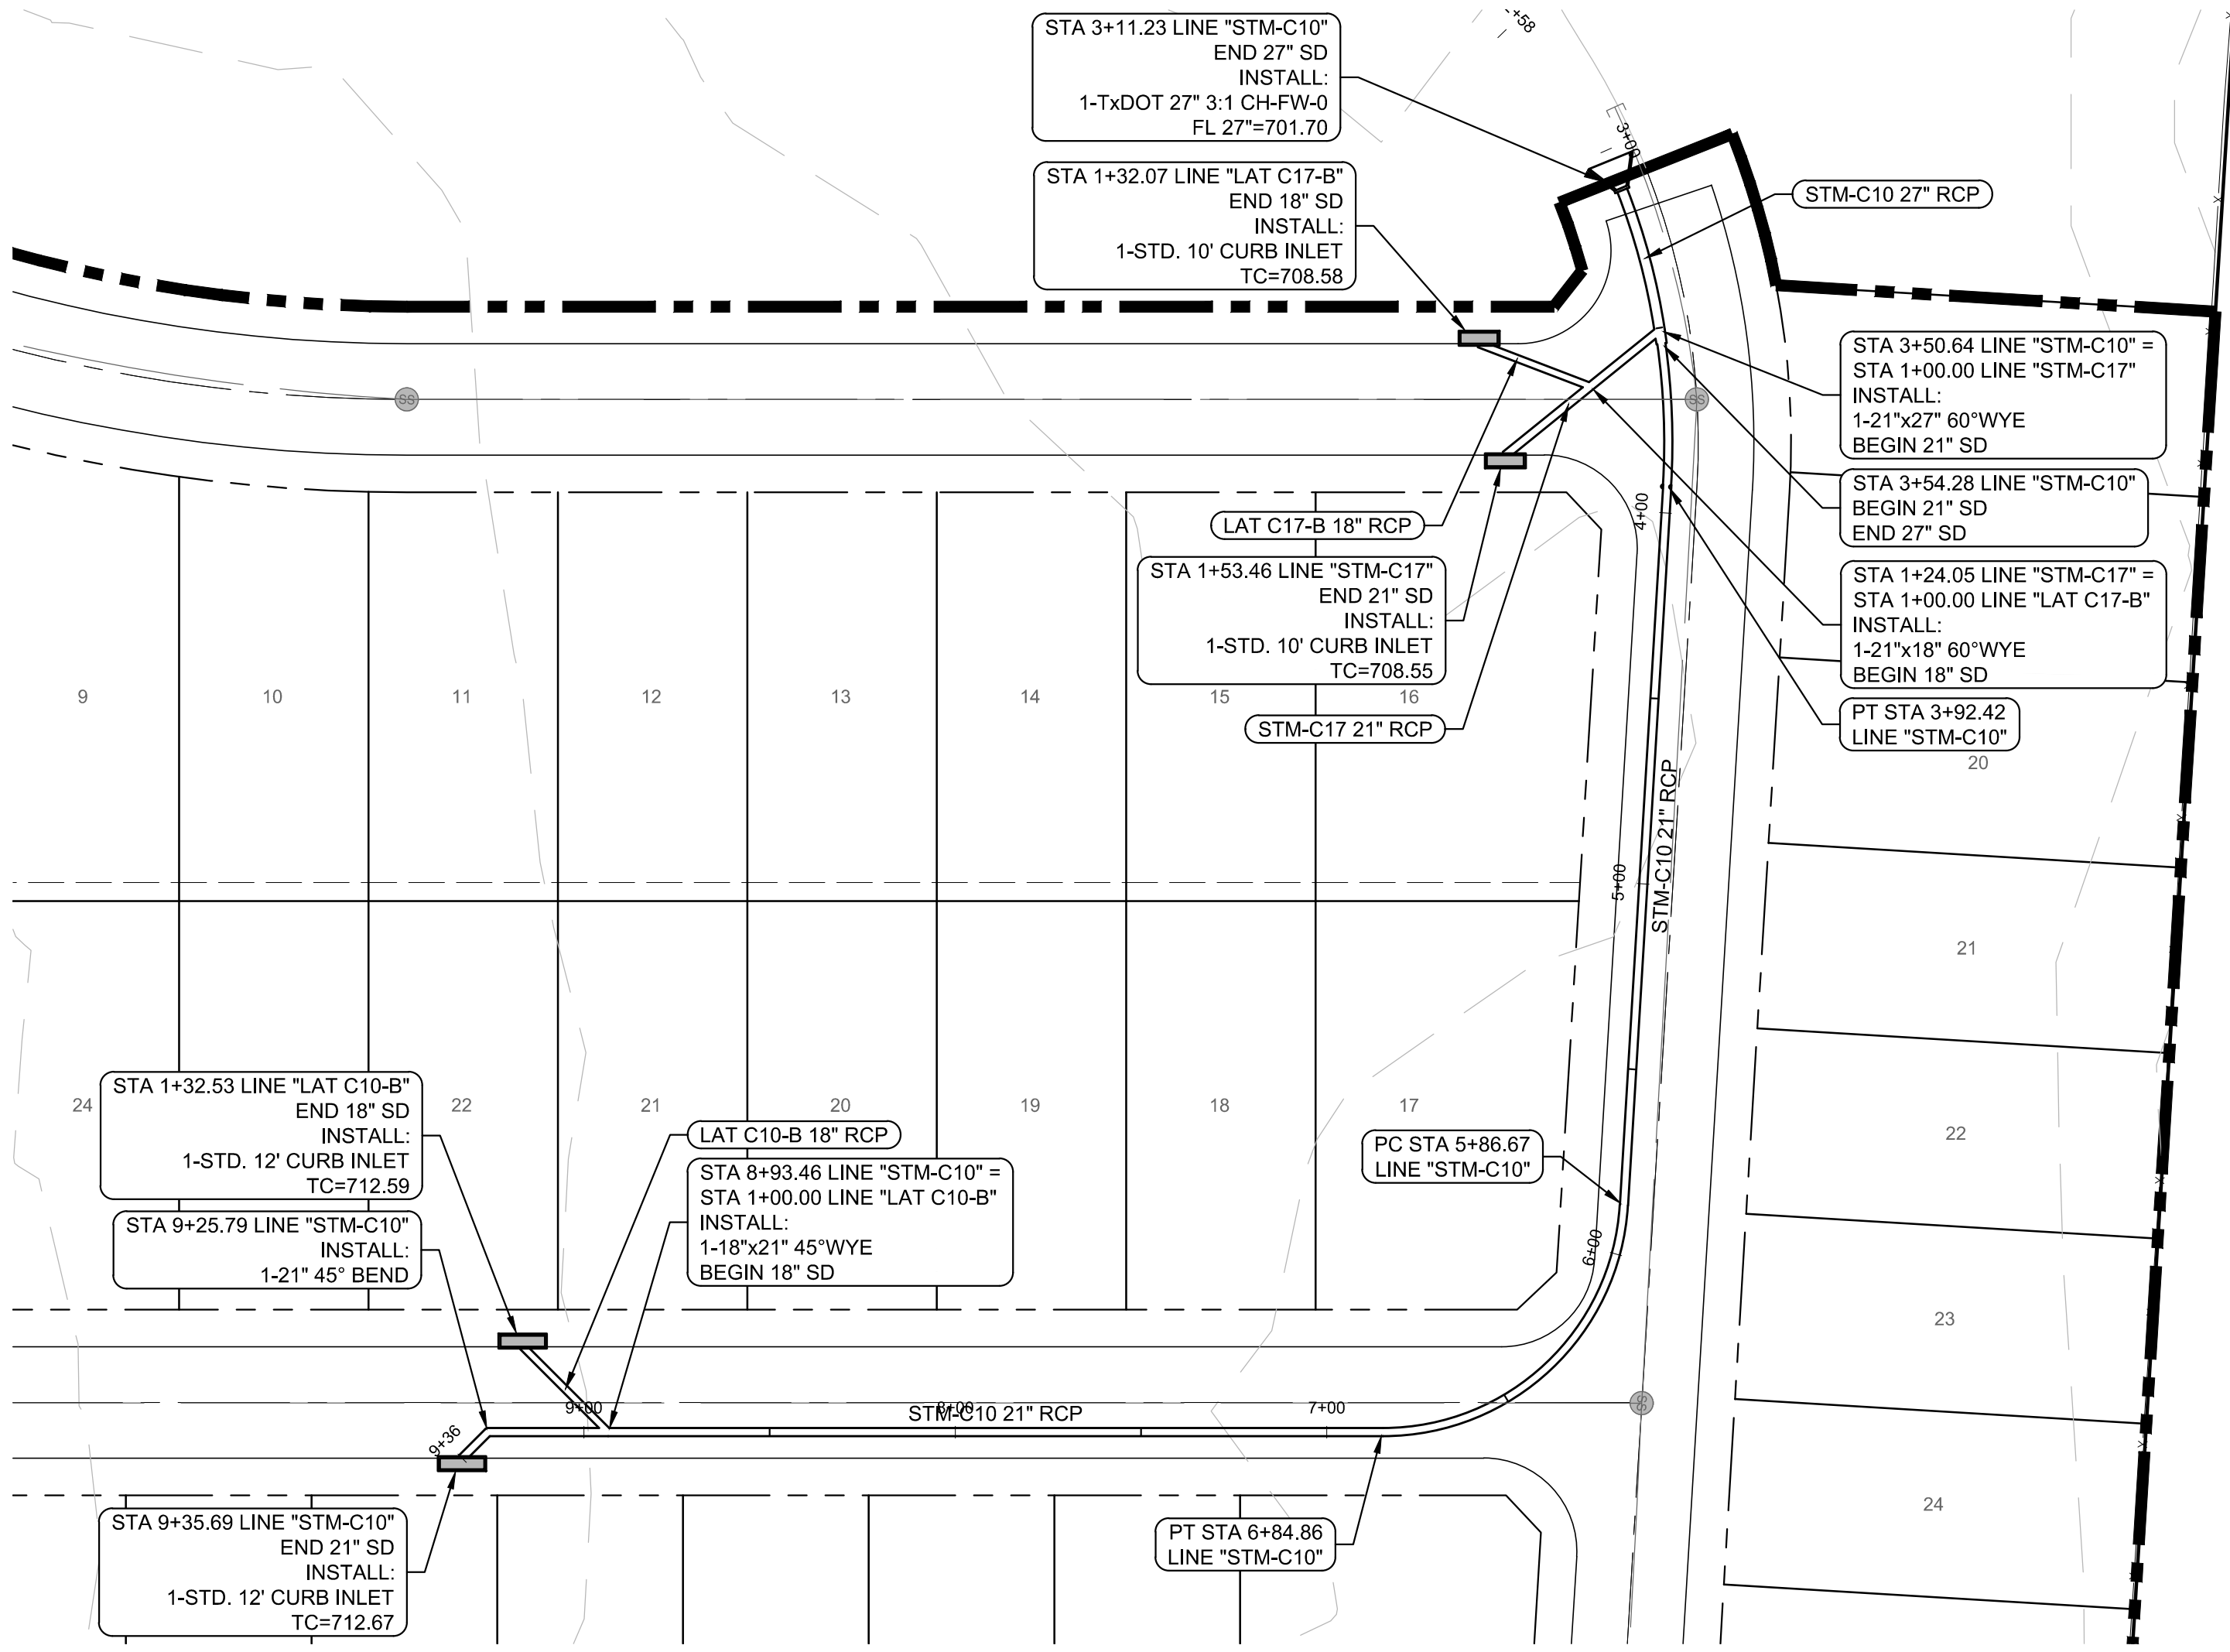 +58
STA 3+11.23 LINE "STM-C10"
END 27" SD
INSTALL:
1-TxDOT 27" 3:1 CH-FW-0
FL 27"=701.70
3+00
STA 1+32.07 LINE "LAT C17-B"
END 18" SD
INSTALL:
1-STD. 10' CURB INLET
TC=708.58
STM-C10 27" RCP
STA 3+50.64 LINE "STM-C10" =
STA 1+00.00 LINE "STM-C17"
INSTALL:
1-21"x27" 60°WYE
BEGIN 21" SD
SS
SS
STA 3+54.28 LINE "STM-C10"
BEGIN 21" SD
END 27" SD
LAT C17-B 18" RCP
4+00
STA 1+53.46 LINE "STM-C17"
END 21" SD
INSTALL:
1-STD. 10' CURB INLET
TC=708.55
STA 1+24.05 LINE "STM-C17" =
STA 1+00.00 LINE "LAT C17-B"
INSTALL:
1-21"x18" 60°WYE
BEGIN 18" SD
9
10
11
12
13
14
15
16
STM-C17 21" RCP
PT STA 3+92.42
LINE "STM-C10"
20
STM-C10 21" RCP
5+00
21
STA 1+32.53 LINE "LAT C10-B"
END 18" SD
INSTALL:
1-STD. 12' CURB INLET
TC=712.59
24
22
21
20
19
18
17
22
LAT C10-B 18" RCP
PC STA 5+86.67
LINE "STM-C10"
STA 8+93.46 LINE "STM-C10" =
STA 1+00.00 LINE "LAT C10-B"
INSTALL:
1-18"x21" 45°WYE
BEGIN 18" SD
STA 9+25.79 LINE "STM-C10"
INSTALL:
1-21" 45° BEND
6+00
23
9+00
8+00
STM-C10 21" RCP
7+00
SS
9+36
24
STA 9+35.69 LINE "STM-C10"
END 21" SD
INSTALL:
1-STD. 12' CURB INLET
TC=712.67
PT STA 6+84.86
LINE "STM-C10"